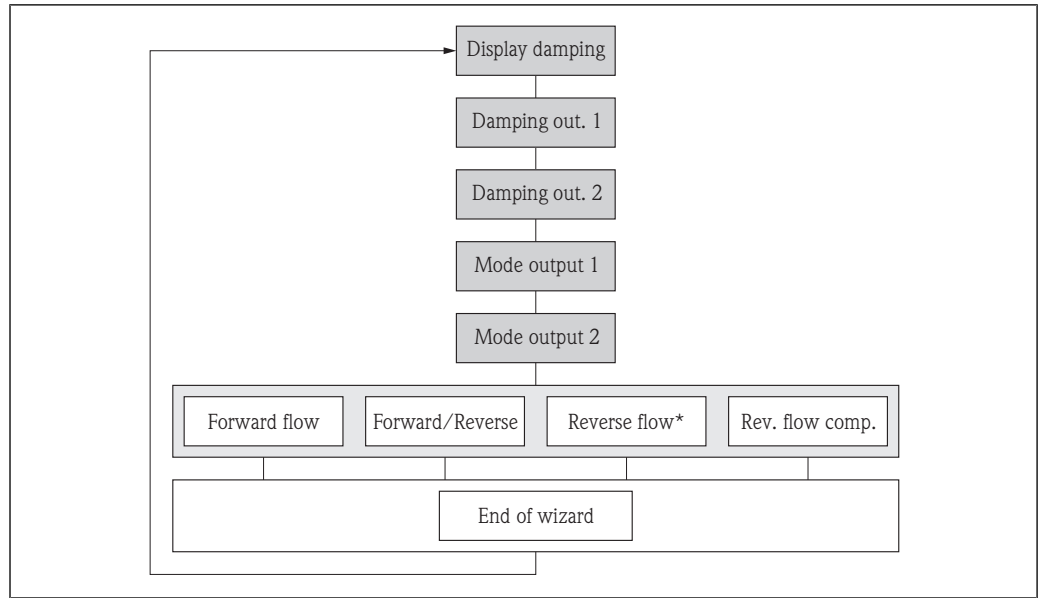 Display damping
Damping out. 1
Damping out. 2
Mode output 1
Mode output 2
Forward flow
Forward/Reverse
Reverse flow*
Rev. flow comp.
End of wizard